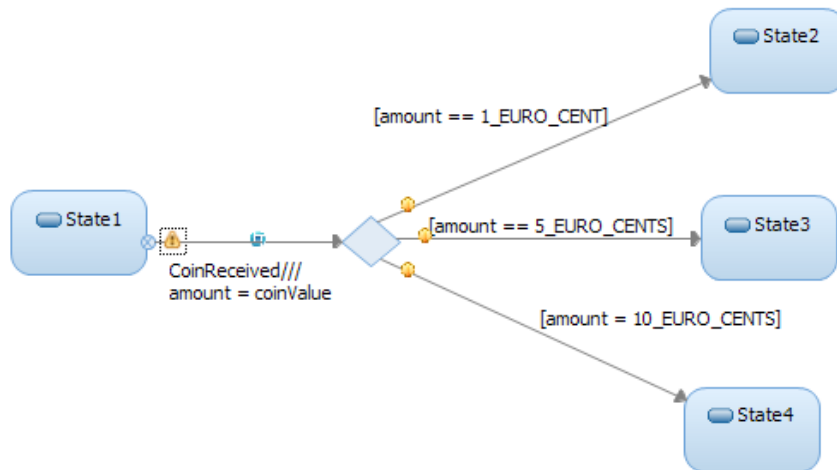 State2
[amount == 1_EURO_CENT]
State1
[amount == 5_EURO_CENTS]
State3
CoinReceived///
amount = coinValue
[amount = 10_EURO_CENTS]
State4